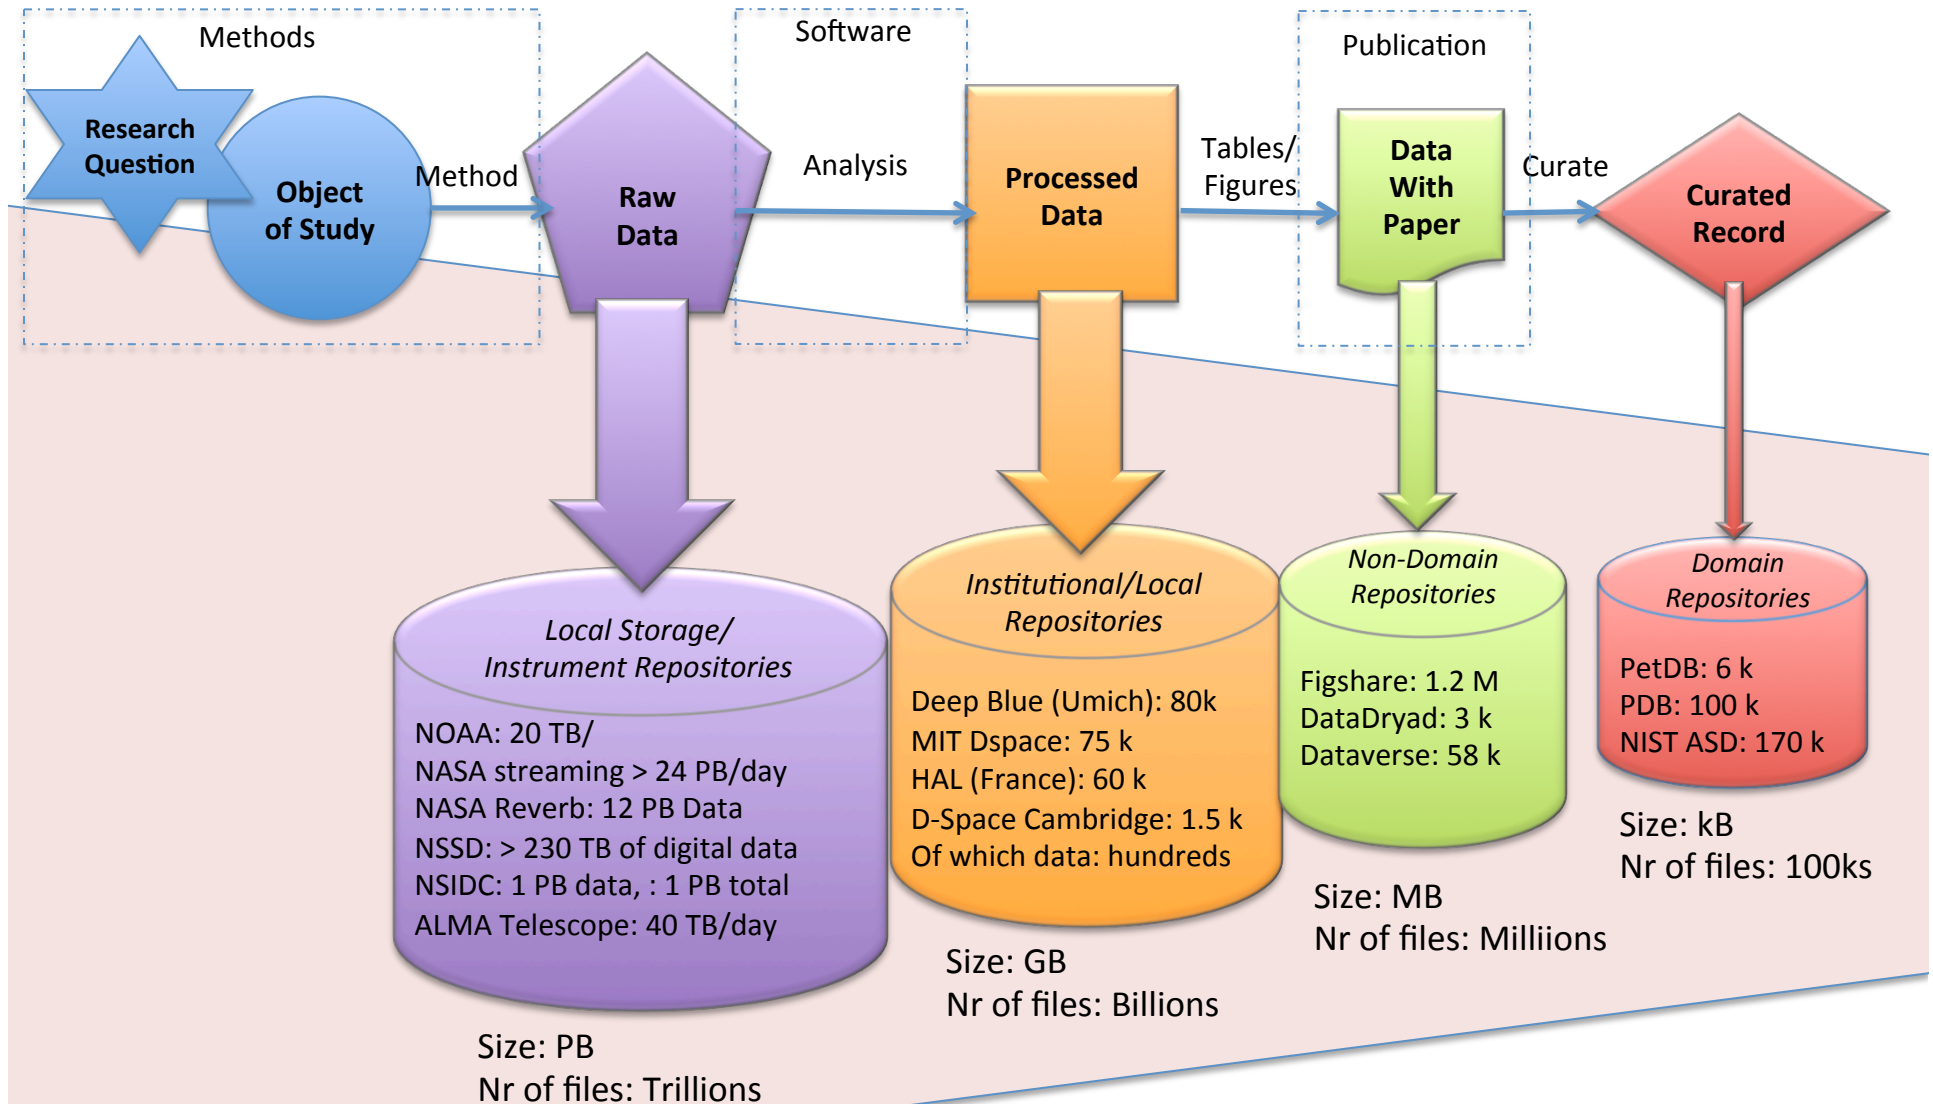 Methods
Software
Publication
Research
Question
Object
of Study
Method
Raw
Data
Analysis
Processed
Data
Tables/
Figures
Data
With
Paper
Curate
Curated
Record
Local Storage/
Instrument Repositories
NOAA: 20 TB/
NASA streaming > 24 PB/day
NASA Reverb: 12 PB Data
NSSD: > 230 TB of digital data
NSIDC: 1 PB data, : 1 PB total
ALMA Telescope: 40 TB/day
Size: PB
Nr of files: Trillions
Institutional/Local
Repositories
Deep Blue (Umich): 80k
MIT Dspace: 75 k
HAL (France): 60 k
D-Space Cambridge: 1.5 k
Of which data: hundreds
Size: GB
Nr of files: Billions
Non-Domain
Repositories
Figshare: 1.2 M
DataDryad: 3 k
Dataverse: 58 k
Size: MB
Nr of files: Milliions
Domain
Repositories
PetDB: 6 k
PDB: 100 k
NIST ASD: 170 k
Size: kB
Nr of files: 100ks